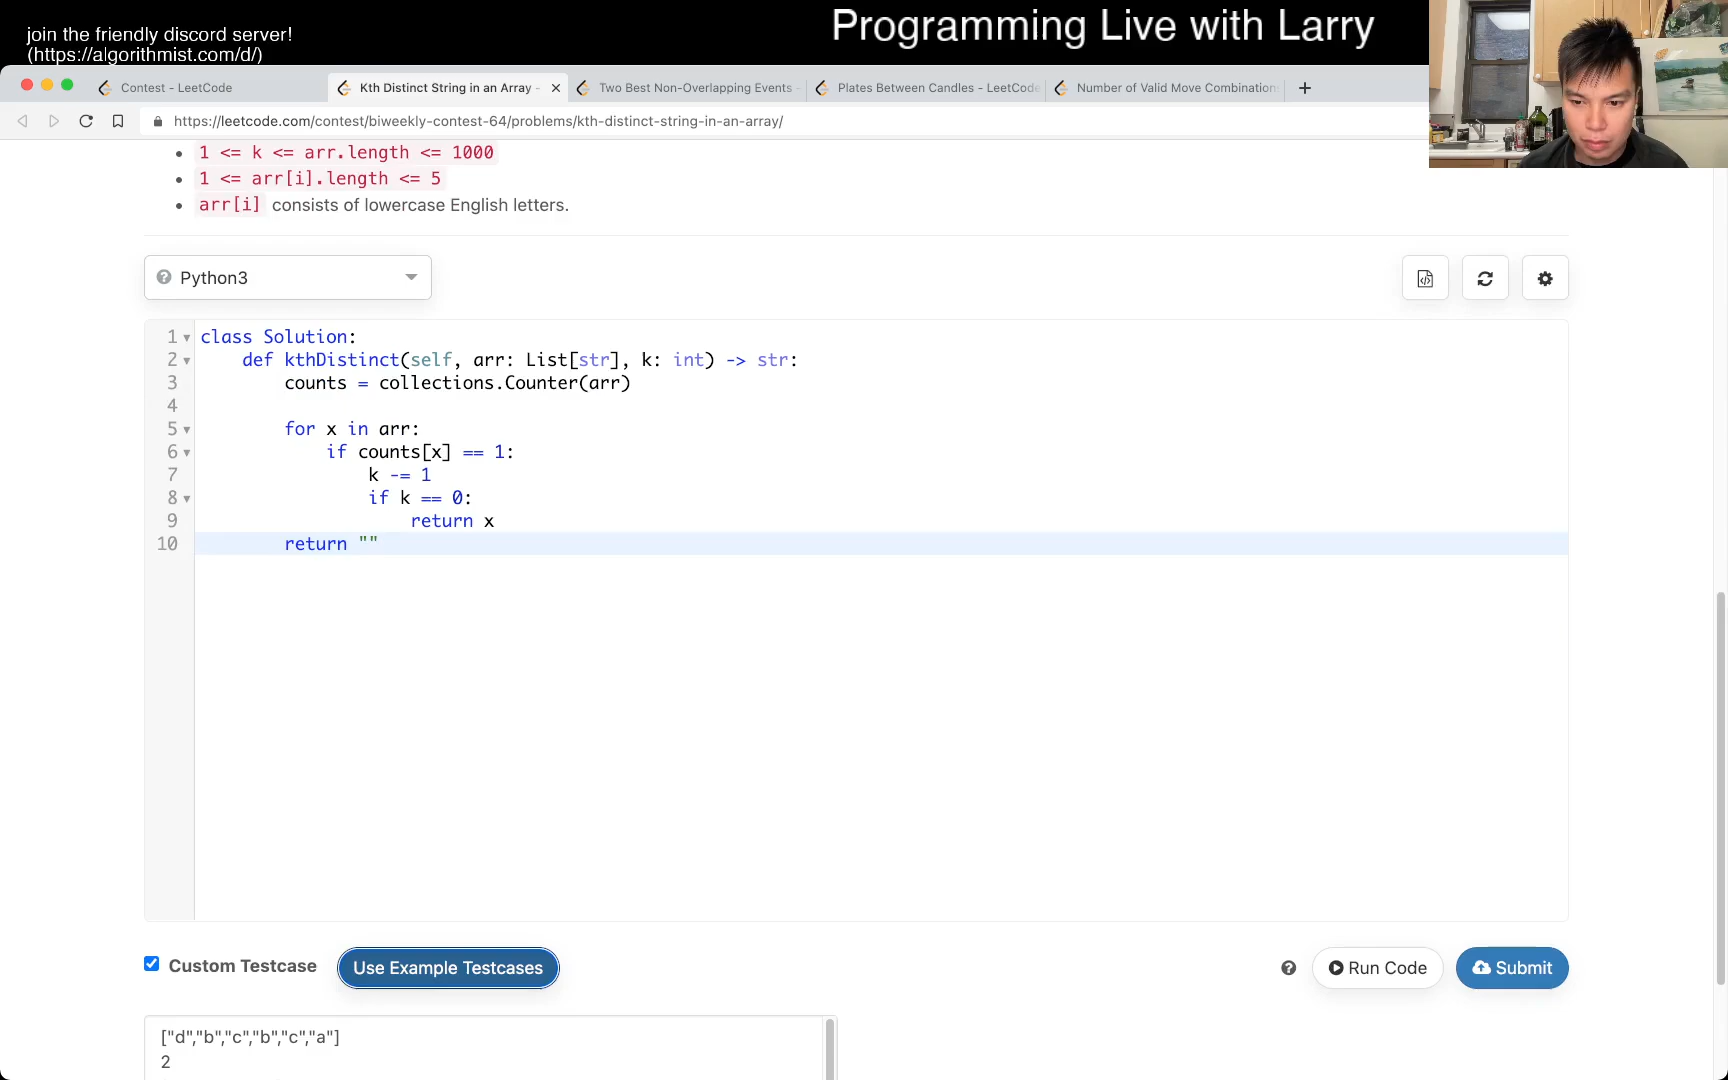 join the friendly discord server!
(https://algorithmist.com/d/)
Programming Live with Larry
Contest - LeetCode
Kth Distinct String in an Array -
Two Best Non-Overlapping Events -
Plates Between Candles - LeetCode
Number of Valid Move Combinations
https://leetcode.com/contest/biweekly-contest-64/problems/kth-distinct-string-in-an-array/
1 <= k <= arr.length <= 1000
1 <= arr[i].length <= 5
arr[i] consists of lowercase English letters.
Python3
1 class Solution:
2 def kthDistinct(self, arr: List[str], k: int) -> str:
3 counts = collections.Counter(arr)
4
5 for x in arr:
6 if counts[x] == 1:
7 k -= 1
8 if k == 0:
9 return x
10 return ""
Custom Testcase
Use Example Testcases
Run Code
Submit
["d","b","c","b","c","a"]
2